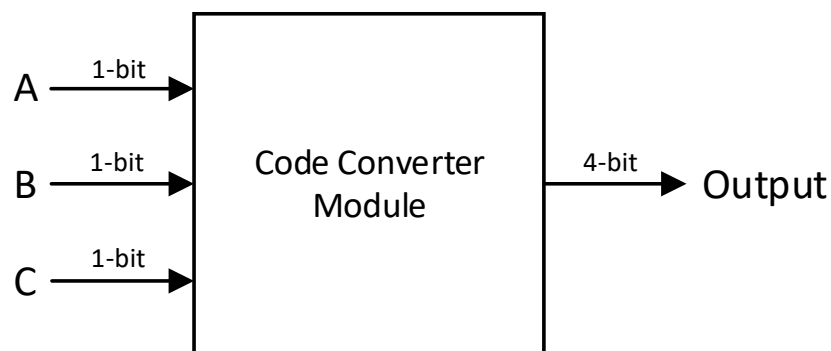 1-bit
A
1-bit
B
1-bit
C
Code Converter
Module
4-bit
Output